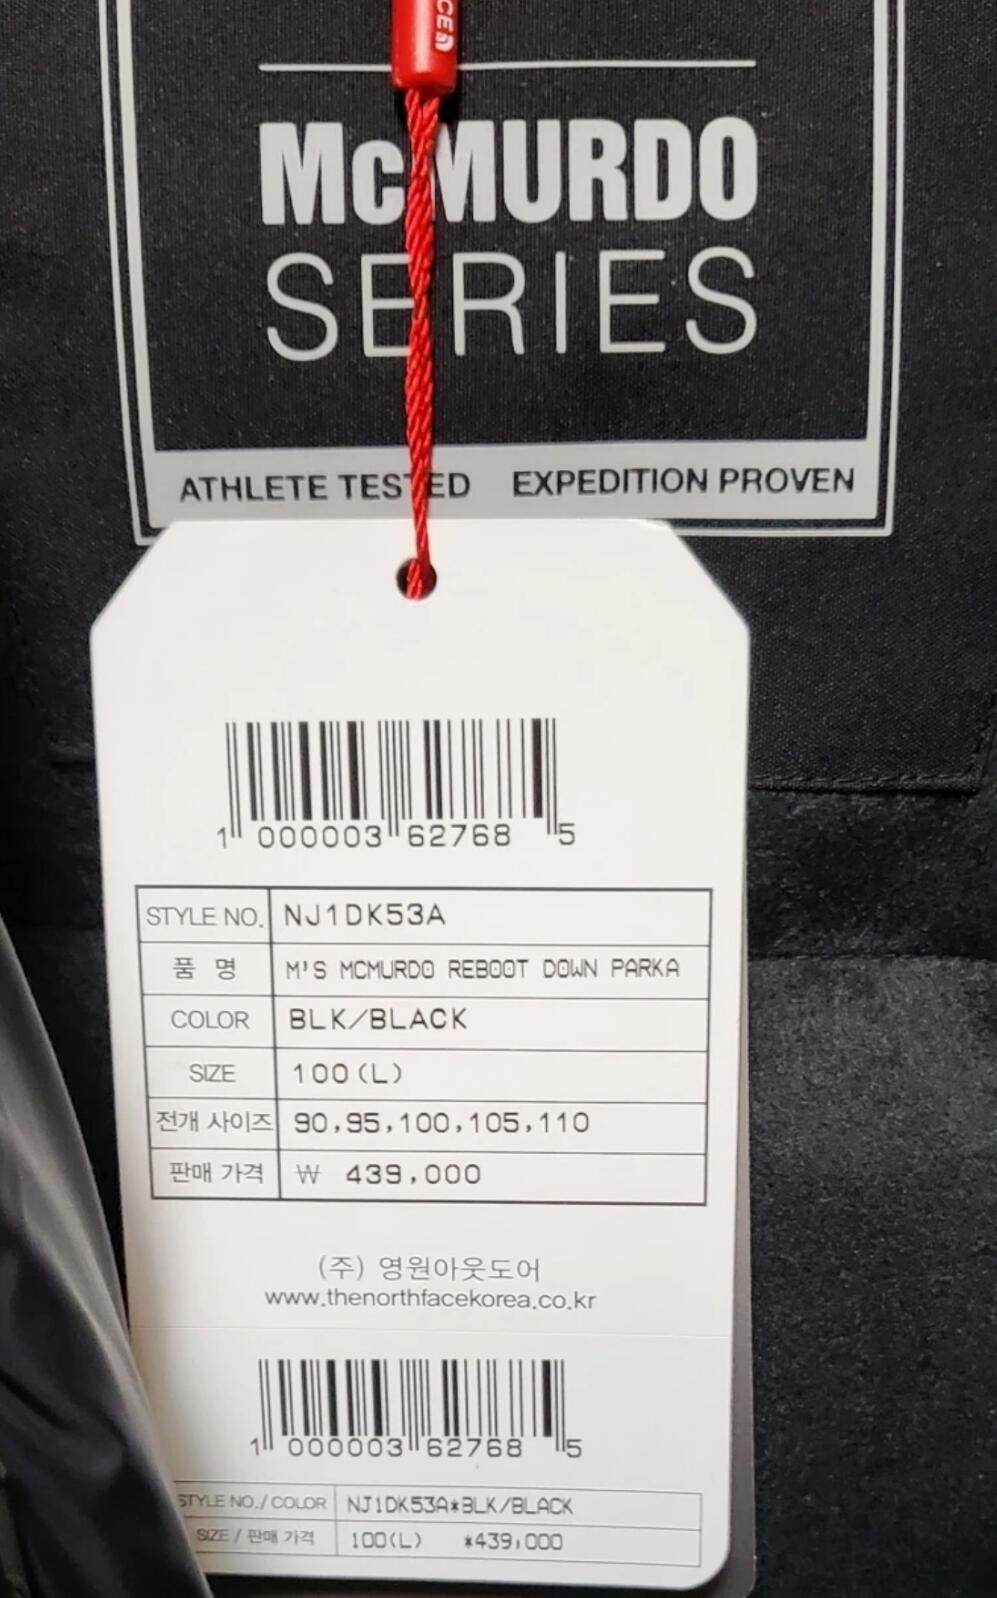 CE
McMURDO
SERIES
ATHLETE TESTED EXPEDITION PROVEN
1 000003 62768 5
STYLE NO. NJ1DK53A
품 명 M'S MCMURDO REBOOT DOWN PARKA
COLOR BLK/BLACK
SIZE 100(L)
전개 사이즈 90,95,100,105,110
판매 가격 ₩ 439,000
(주) 영원아웃도어
www.thenorthfacekorea.co.kr
1 000003 62768 5
STYLE NO./COLOR NJ1DK53A*BLK/BLACK
SIZE / 판매 가격 100(L) *439,000